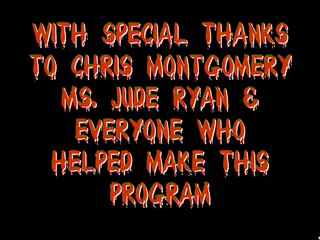 WITH SPECIAL THANKS
TO CHRIS MONTGOMERY
MS. JUDE RYAN &
EVERYONE WHO
HELPED MAKE THIS
PROGRAM